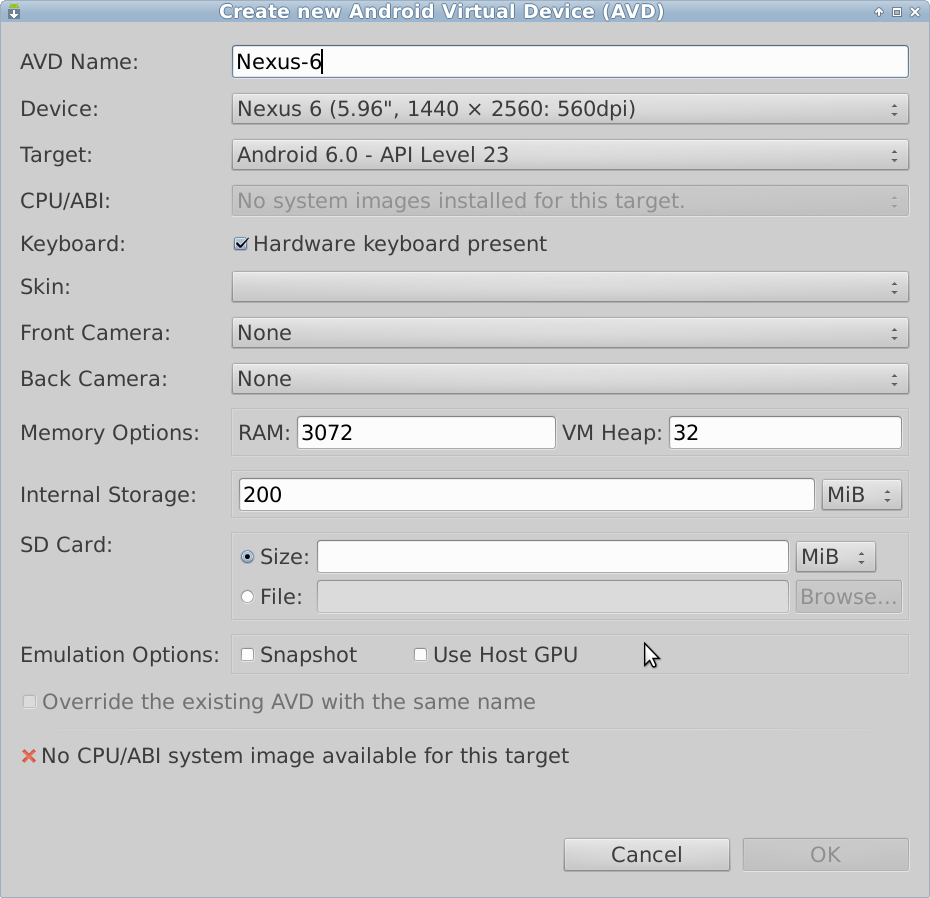 Create new Android Virtual Device (AVD)
AVD Name: Nexus-6
Device: Nexus 6 (5.96", 1440 × 2560: 560dpi)
Target: Android 6.0 - API Level 23
CPU/ABI: No system images installed for this target.
Keyboard: Hardware keyboard present
Skin:
Front Camera: None
Back Camera: None
Memory Options: RAM: 3072 VM Heap: 32
Internal Storage: 200 MiB
SD Card:
Size: MiB
File: Browse...
Emulation Options: Snapshot Use Host GPU
Override the existing AVD with the same name
No CPU/ABI system image available for this target
Cancel OK